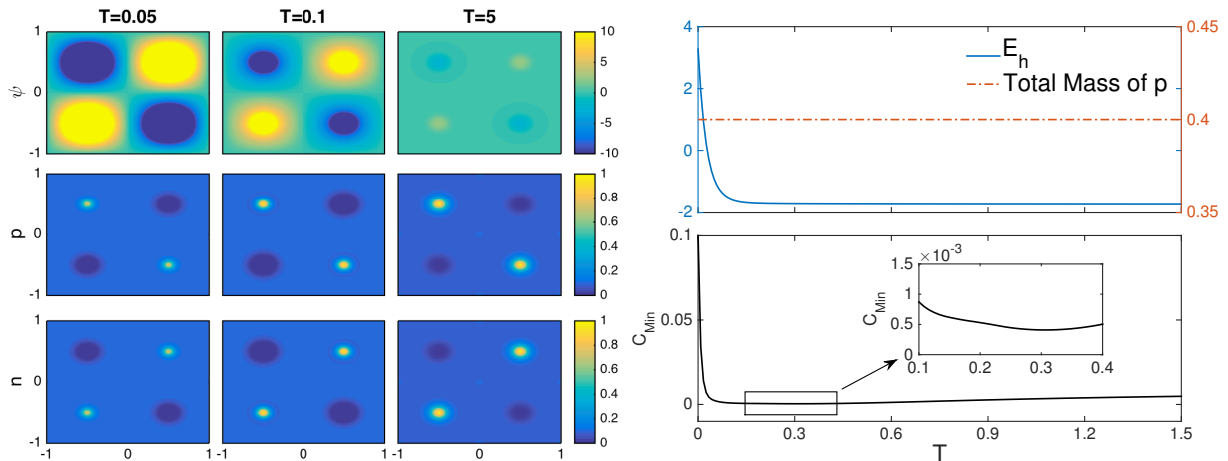 T=0.05 T=0.1 T=5
1 0 -1 ψ
10 5 0 -5 -10
1 0 -1 p
1 0.8 0.6 0.4 0.2 0
1 0 -1 n
1 0.8 0.6 0.4 0.2 0
-1 0 1 -1 0 1 -1 0 1
4 2 0 -2
E_h
Total Mass of p
0.45 0.4 0.35
0.1 0.05 0
C_Min
×10^-3
1.5 1 0.5 0
C_Min
0.1 0.2 0.3 0.4
0 0.3 0.6 0.9 1.2 1.5
T